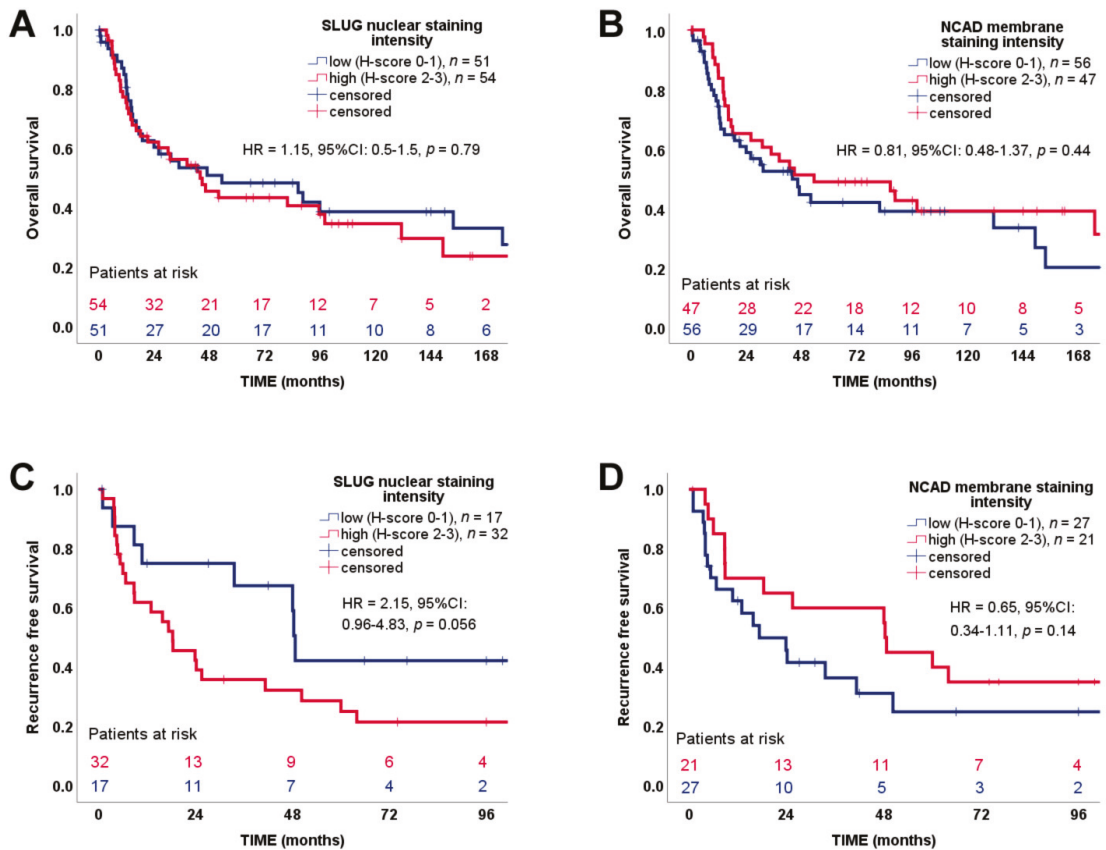 A
SLUG nuclear staining
intensity
low (H-score 0-1), n = 51
high (H-score 2-3), n = 54
censored
censored
HR = 1.15, 95%CI: 0.5-1.5, p = 0.79
Overall survival
1.0
0.8
0.6
0.4
0.2
0.0
Patients at risk
54 32 21 17 12 7 5 2
51 27 20 17 11 10 8 6
0 24 48 72 96 120 144 168
TIME (months)
B
NCAD membrane
staining intensity
low (H-score 0-1), n = 56
high (H-score 2-3), n = 47
censored
censored
HR = 0.81, 95%CI: 0.48-1.37, p = 0.44
Overall survival
1.0
0.8
0.6
0.4
0.2
0.0
Patients at risk
47 28 22 18 12 10 8 5
56 29 17 14 11 7 5 3
0 24 48 72 96 120 144 168
TIME (months)
C
SLUG nuclear staining
intensity
low (H-score 0-1), n = 17
high (H-score 2-3), n = 32
censored
censored
HR = 2.15, 95%CI:
0.96-4.83, p = 0.056
Recurrence free survival
1.0
0.8
0.6
0.4
0.2
0.0
Patients at risk
32 13 9 6 4
17 11 7 4 2
0 24 48 72 96
TIME (months)
D
NCAD membrane staining
intensity
low (H-score 0-1), n = 27
high (H-score 2-3), n = 21
censored
censored
HR = 0.65, 95%CI:
0.34-1.11, p = 0.14
Recurrence free survival
1.0
0.8
0.6
0.4
0.2
0.0
Patients at risk
21 13 11 7 4
27 10 5 3 2
0 24 48 72 96
TIME (months)